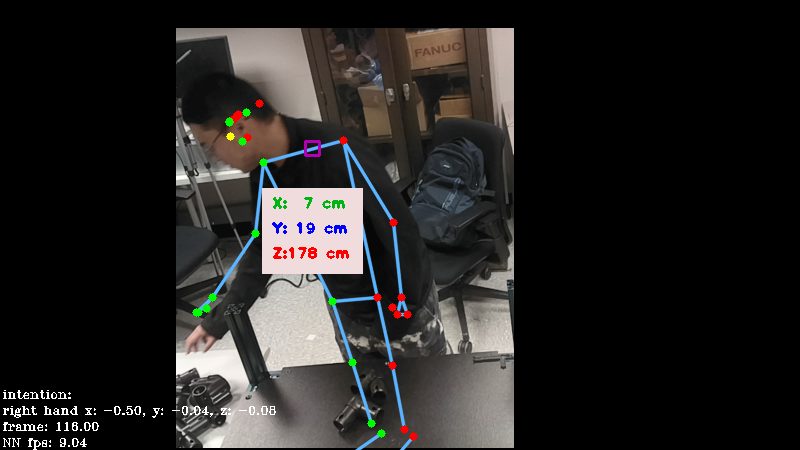 FANUC
X: 7 cm
Y: 19 cm
Z:178 cm
intention:
right hand x: -0.50, y: -0.04, z: -0.08
frame: 116.00
NN fps: 9.04